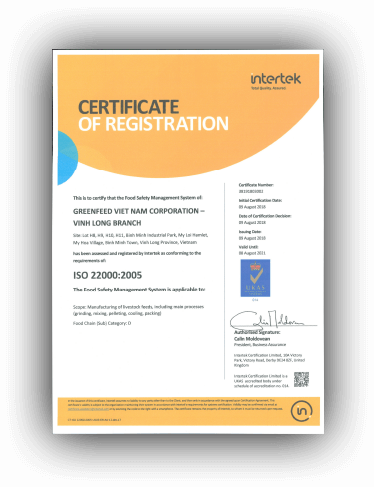 intertek
Total Quality. Assured.
CERTIFICATE
OF REGISTRATION
This is to certify that the Food Safety Management System of:
GREENFEED VIET NAM CORPORATION –
VINH LONG BRANCH
Site: Lot H8, H9, H10, H11, Binh Minh Industrial Park, My Loi Hamlet,
My Hoa Village, Binh Minh Town, Vinh Long Province, Vietnam
has been assessed and registered by Intertek as conforming to the
requirements of:
ISO 22000:2005
The Food Safety Management System is applicable to:
Scope: Manufacturing of livestock feeds, including main processes
(grinding, mixing, pelleting, cooling, packing)
Food Chain (Sub) Category: D
Certificate Number:
Initial Certification Date:
09 August 2018
Date of Certification Decision:
09 August 2018
Issuing Date:
09 August 2018
Valid Until:
08 August 2021
UKAS
014
Authorised Signature:
Calin Moldovean
President, Business Assurance
Intertek Certification Limited, 10A Victory
Park, Victory Road, Derby DE24 8ZF, United
Kingdom
Intertek Certification Limited is a
UKAS accredited body under
schedule of accreditation no. 014.
in